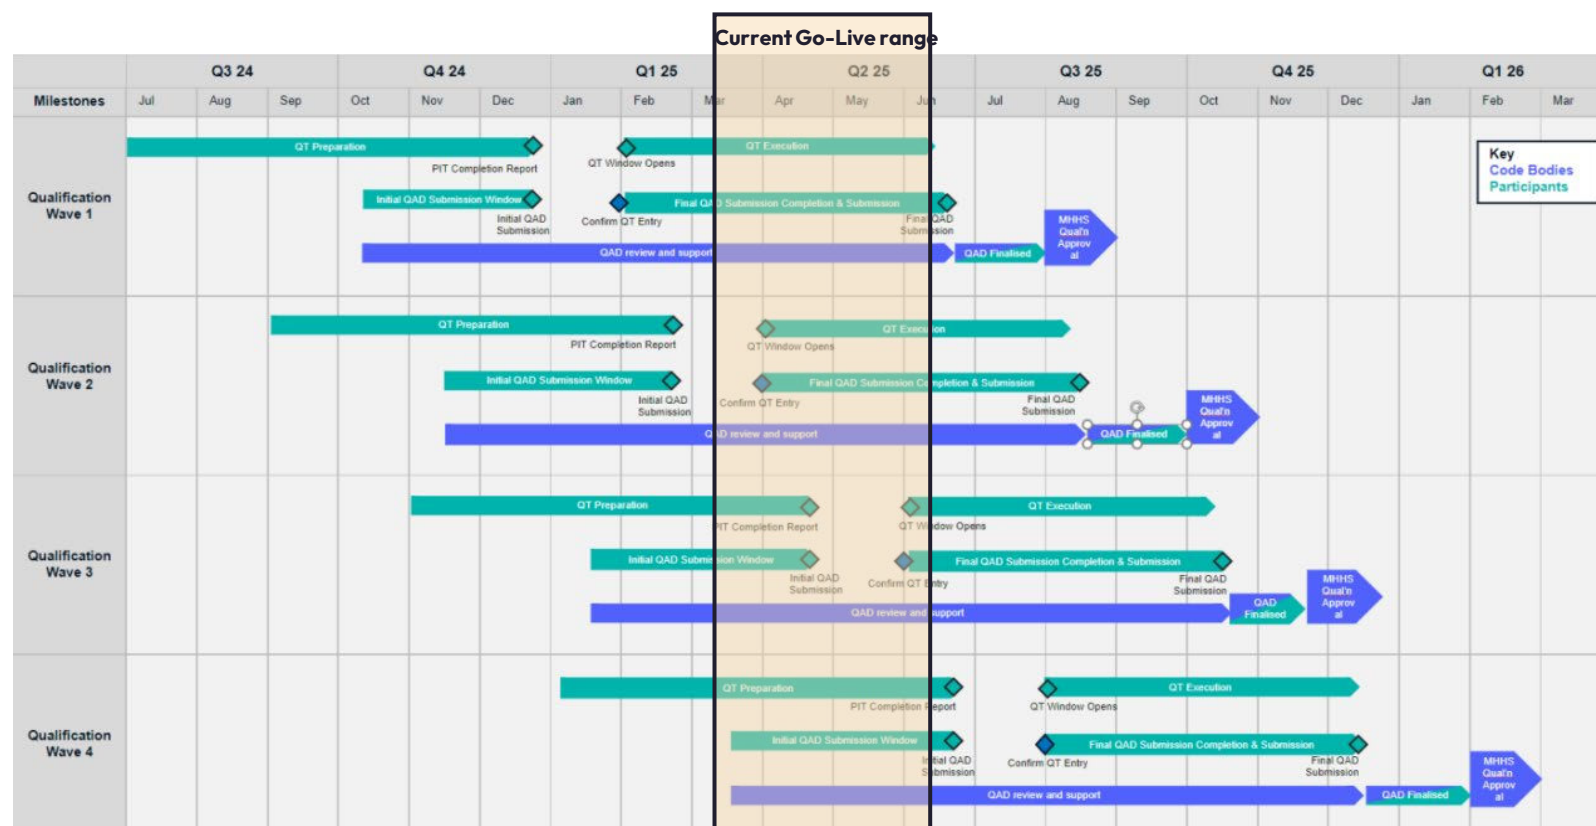 Current Go-Live range
Q3 24 Q4 24 Q1 25 Q2 25 Q3 25 Q4 25 Q1 26
Milestones Jul Aug Sep Oct Nov Dec Jan Feb Mar Apr May Jun Jul Aug Sep Oct Nov Dec Jan Feb Mar
Key
Code Bodies
Participants
Qualification
Wave 1
QT Preparation
PIT Completion Report
QT Window Opens
QT Execution
Initial QAD Submission Window
Initial QAD
Submission
Confirm QT Entry
Final QAD Submission Completion & Submission
Final QAD
Submission
QAD review and support
QAD Finalised
MHHS
Qual'n
Approv
al
Qualification
Wave 2
QT Preparation
PIT Completion Report
QT Window Opens
QT Execution
Initial QAD Submission Window
Initial QAD
Submission
Confirm QT Entry
Final QAD Submission Completion & Submission
Final QAD
Submission
QAD review and support
QAD Finalised
MHHS
Qual'n
Approv
al
Qualification
Wave 3
QT Preparation
PIT Completion Report
QT Window Opens
QT Execution
Initial QAD Submission Window
Initial QAD
Submission
Confirm QT Entry
Final QAD Submission Completion & Submission
Final QAD
Submission
QAD review and support
QAD
Finalised
MHHS
Qual'n
Approv
al
Qualification
Wave 4
QT Preparation
PIT Completion Report
QT Window Opens
QT Execution
Initial QAD Submission Window
Initial QAD
Submission
Confirm QT Entry
Final QAD Submission Completion & Submission
Final QAD
Submission
QAD review and support
QAD Finalised
MHHS
Qual'n
Approv
al